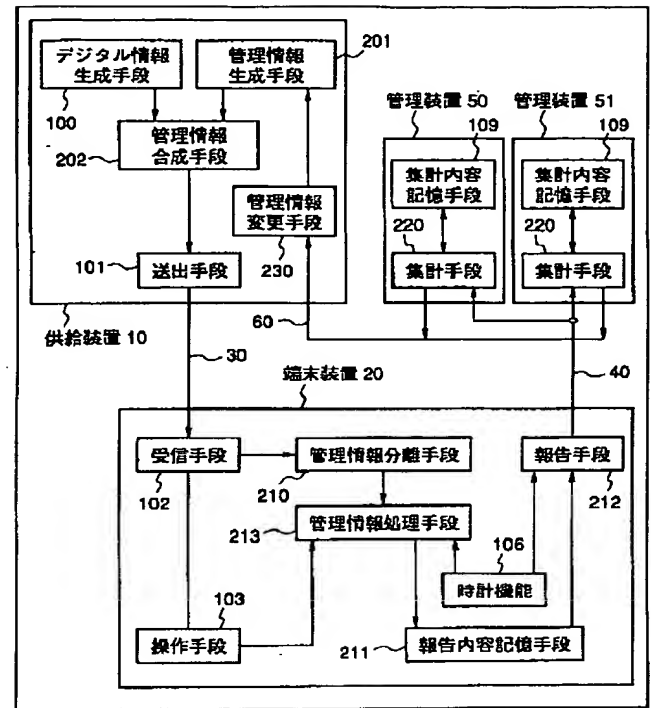 デジタル情報
生成手段
100
管理情報
生成手段
201
管理情報
合成手段
202
管理情報
変更手段
230
送出手段
101
供給装置 10
管理装置 50
109
集計内容
記憶手段
220
集計手段
管理装置 51
109
集計内容
記憶手段
220
集計手段
60
30
40
端末装置 20
受信手段
102
管理情報分離手段
210
報告手段
212
管理情報処理手段
213
106
時計機能
103
操作手段
報告内容記憶手段
211